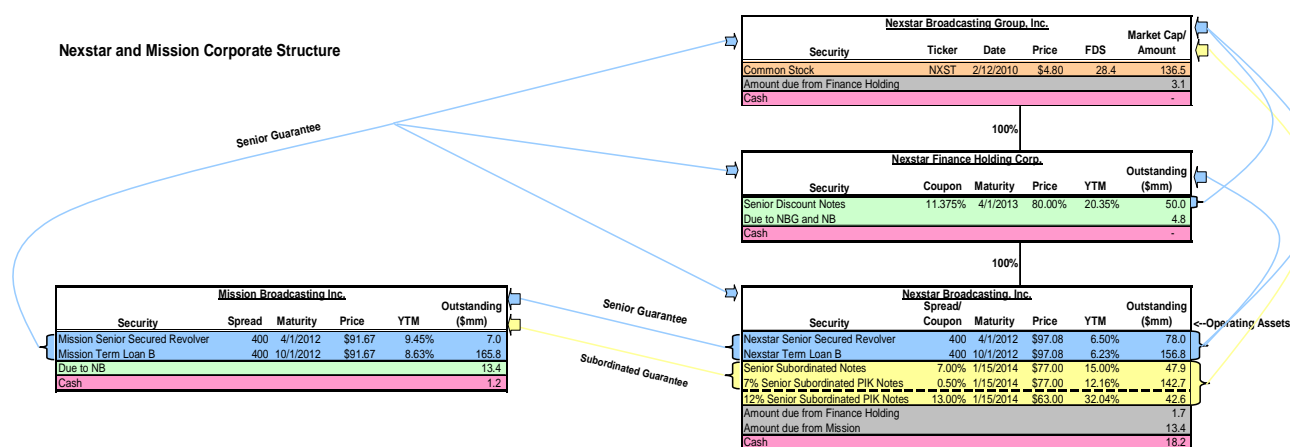 Nexstar and Mission Corporate Structure
Nexstar Broadcasting Group, Inc.
Security Ticker Date Price FDS Market Cap/ Amount
Common Stock NXST 2/12/2010 $4.80 28.4 136.5
Amount due from Finance Holding 3.1
Cash -
100%
Senior Guarantee
Nexstar Finance Holding Corp.
Security Coupon Maturity Price YTM Outstanding ($mm)
Senior Discount Notes 11.375% 4/1/2013 80.00% 20.35% 50.0
Due to NBG and NB 4.8
Cash -
100%
Mission Broadcasting Inc.
Security Spread Maturity Price YTM Outstanding ($mm)
Mission Senior Secured Revolver 400 4/1/2012 $91.67 9.45% 7.0
Mission Term Loan B 400 10/1/2012 $91.67 8.63% 165.8
Due to NB 13.4
Cash 1.2
Senior Guarantee
Subordinated Guarantee
Nexstar Broadcasting, Inc.
Security Spread/ Coupon Maturity Price YTM Outstanding ($mm)
<--Operating Assets
Nexstar Senior Secured Revolver 400 4/1/2012 $97.08 6.50% 78.0
Nexstar Term Loan B 400 10/1/2012 $97.08 6.23% 156.8
Senior Subordinated Notes 7.00% 1/15/2014 $77.00 15.00% 47.9
7% Senior Subordinated PIK Notes 0.50% 1/15/2014 $77.00 12.16% 142.7
12% Senior Subordinated PIK Notes 13.00% 1/15/2014 $63.00 32.04% 42.6
Amount due from Finance Holding 1.7
Amount due from Mission 13.4
Cash 18.2